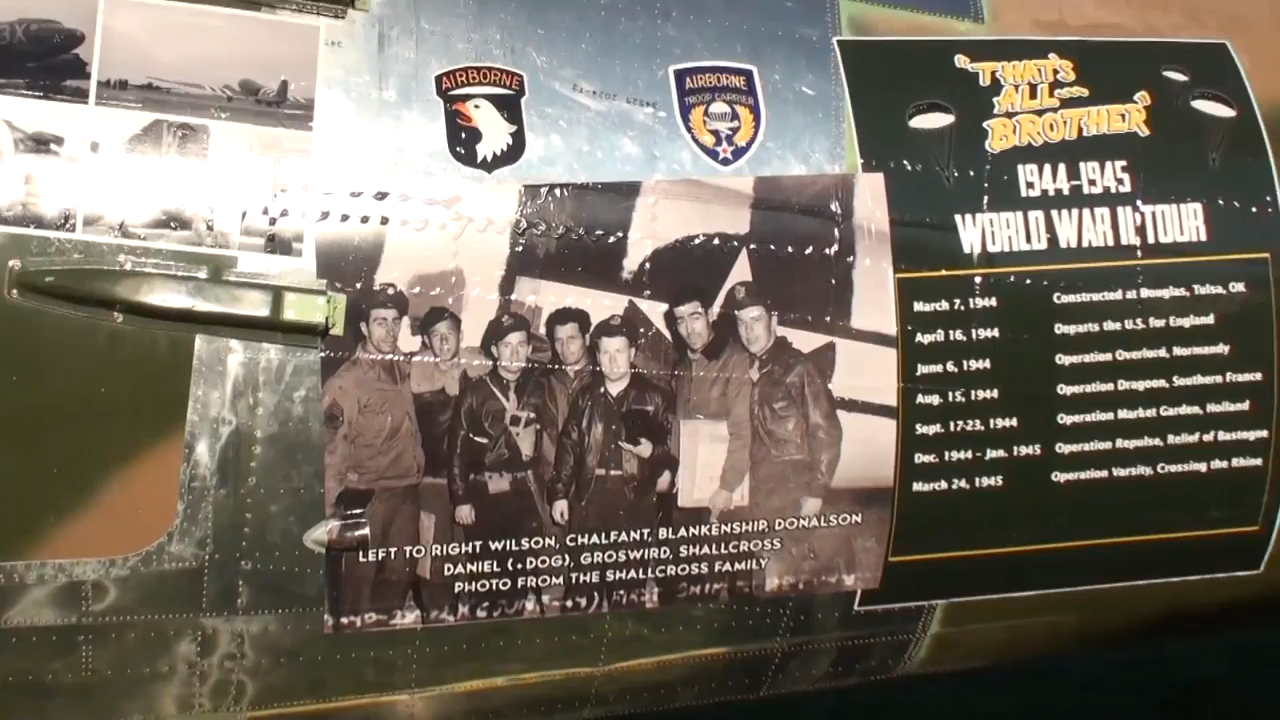 3X
AIRBORNE
AIRBORNE
TROOP CARRIER
"THAT'S
ALL
BROTHER"
1944-1945
WORLD WAR II TOUR
March 7, 1944 Constructed at Douglas, Tulsa, OK
April 16, 1944 Departs the U.S. for England
June 6, 1944 Operation Overlord, Normandy
Aug. 15, 1944 Operation Dragoon, Southern France
Sept. 17-23, 1944 Operation Market Garden, Holland
Dec. 1944 - Jan. 1945 Operation Repulse, Relief of Bastogne
March 24, 1945 Operation Varsity, Crossing the Rhine
LEFT TO RIGHT WILSON, CHALFANT, BLANKENSHIP, DONALSON
DANIEL (+DOG), GROSWIRD, SHALLCROSS
PHOTO FROM THE SHALLCROSS FAMILY